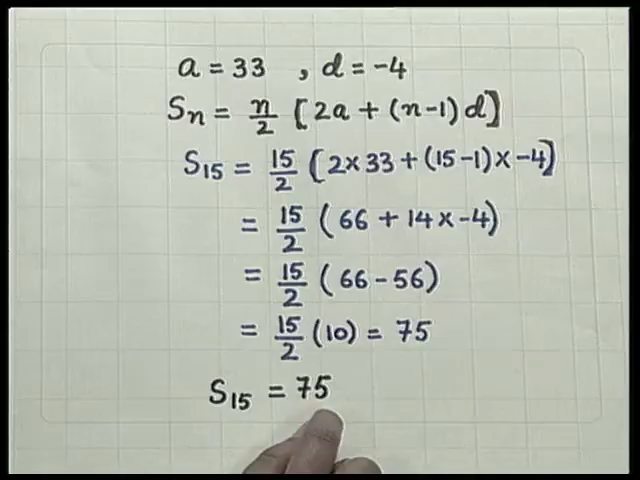 a = 33 , d = -4
Sn = n/2 [2a + (n-1) d]
S15 = 15/2 [2×33 + (15-1) × -4]
= 15/2 (66 + 14 × -4)
= 15/2 (66 - 56)
= 15/2 (10) = 75
S15 = 75